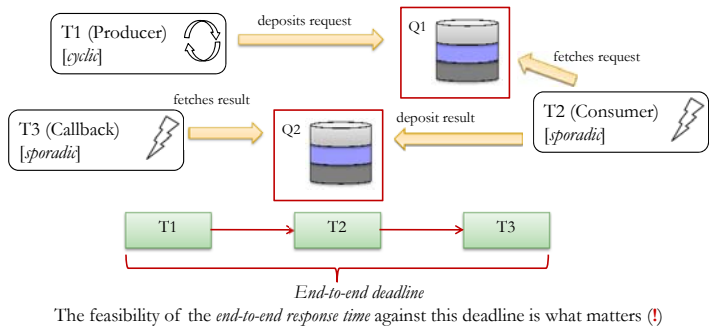 T1 (Producer)
[cyclic]
deposits request
Q1
fetches request
fetches result
T3 (Callback)
[sporadic]
Q2
deposit result
T2 (Consumer)
[sporadic]
T1
T2
T3
End-to-end deadline
The feasibility of the end-to-end response time against this deadline is what matters (!)